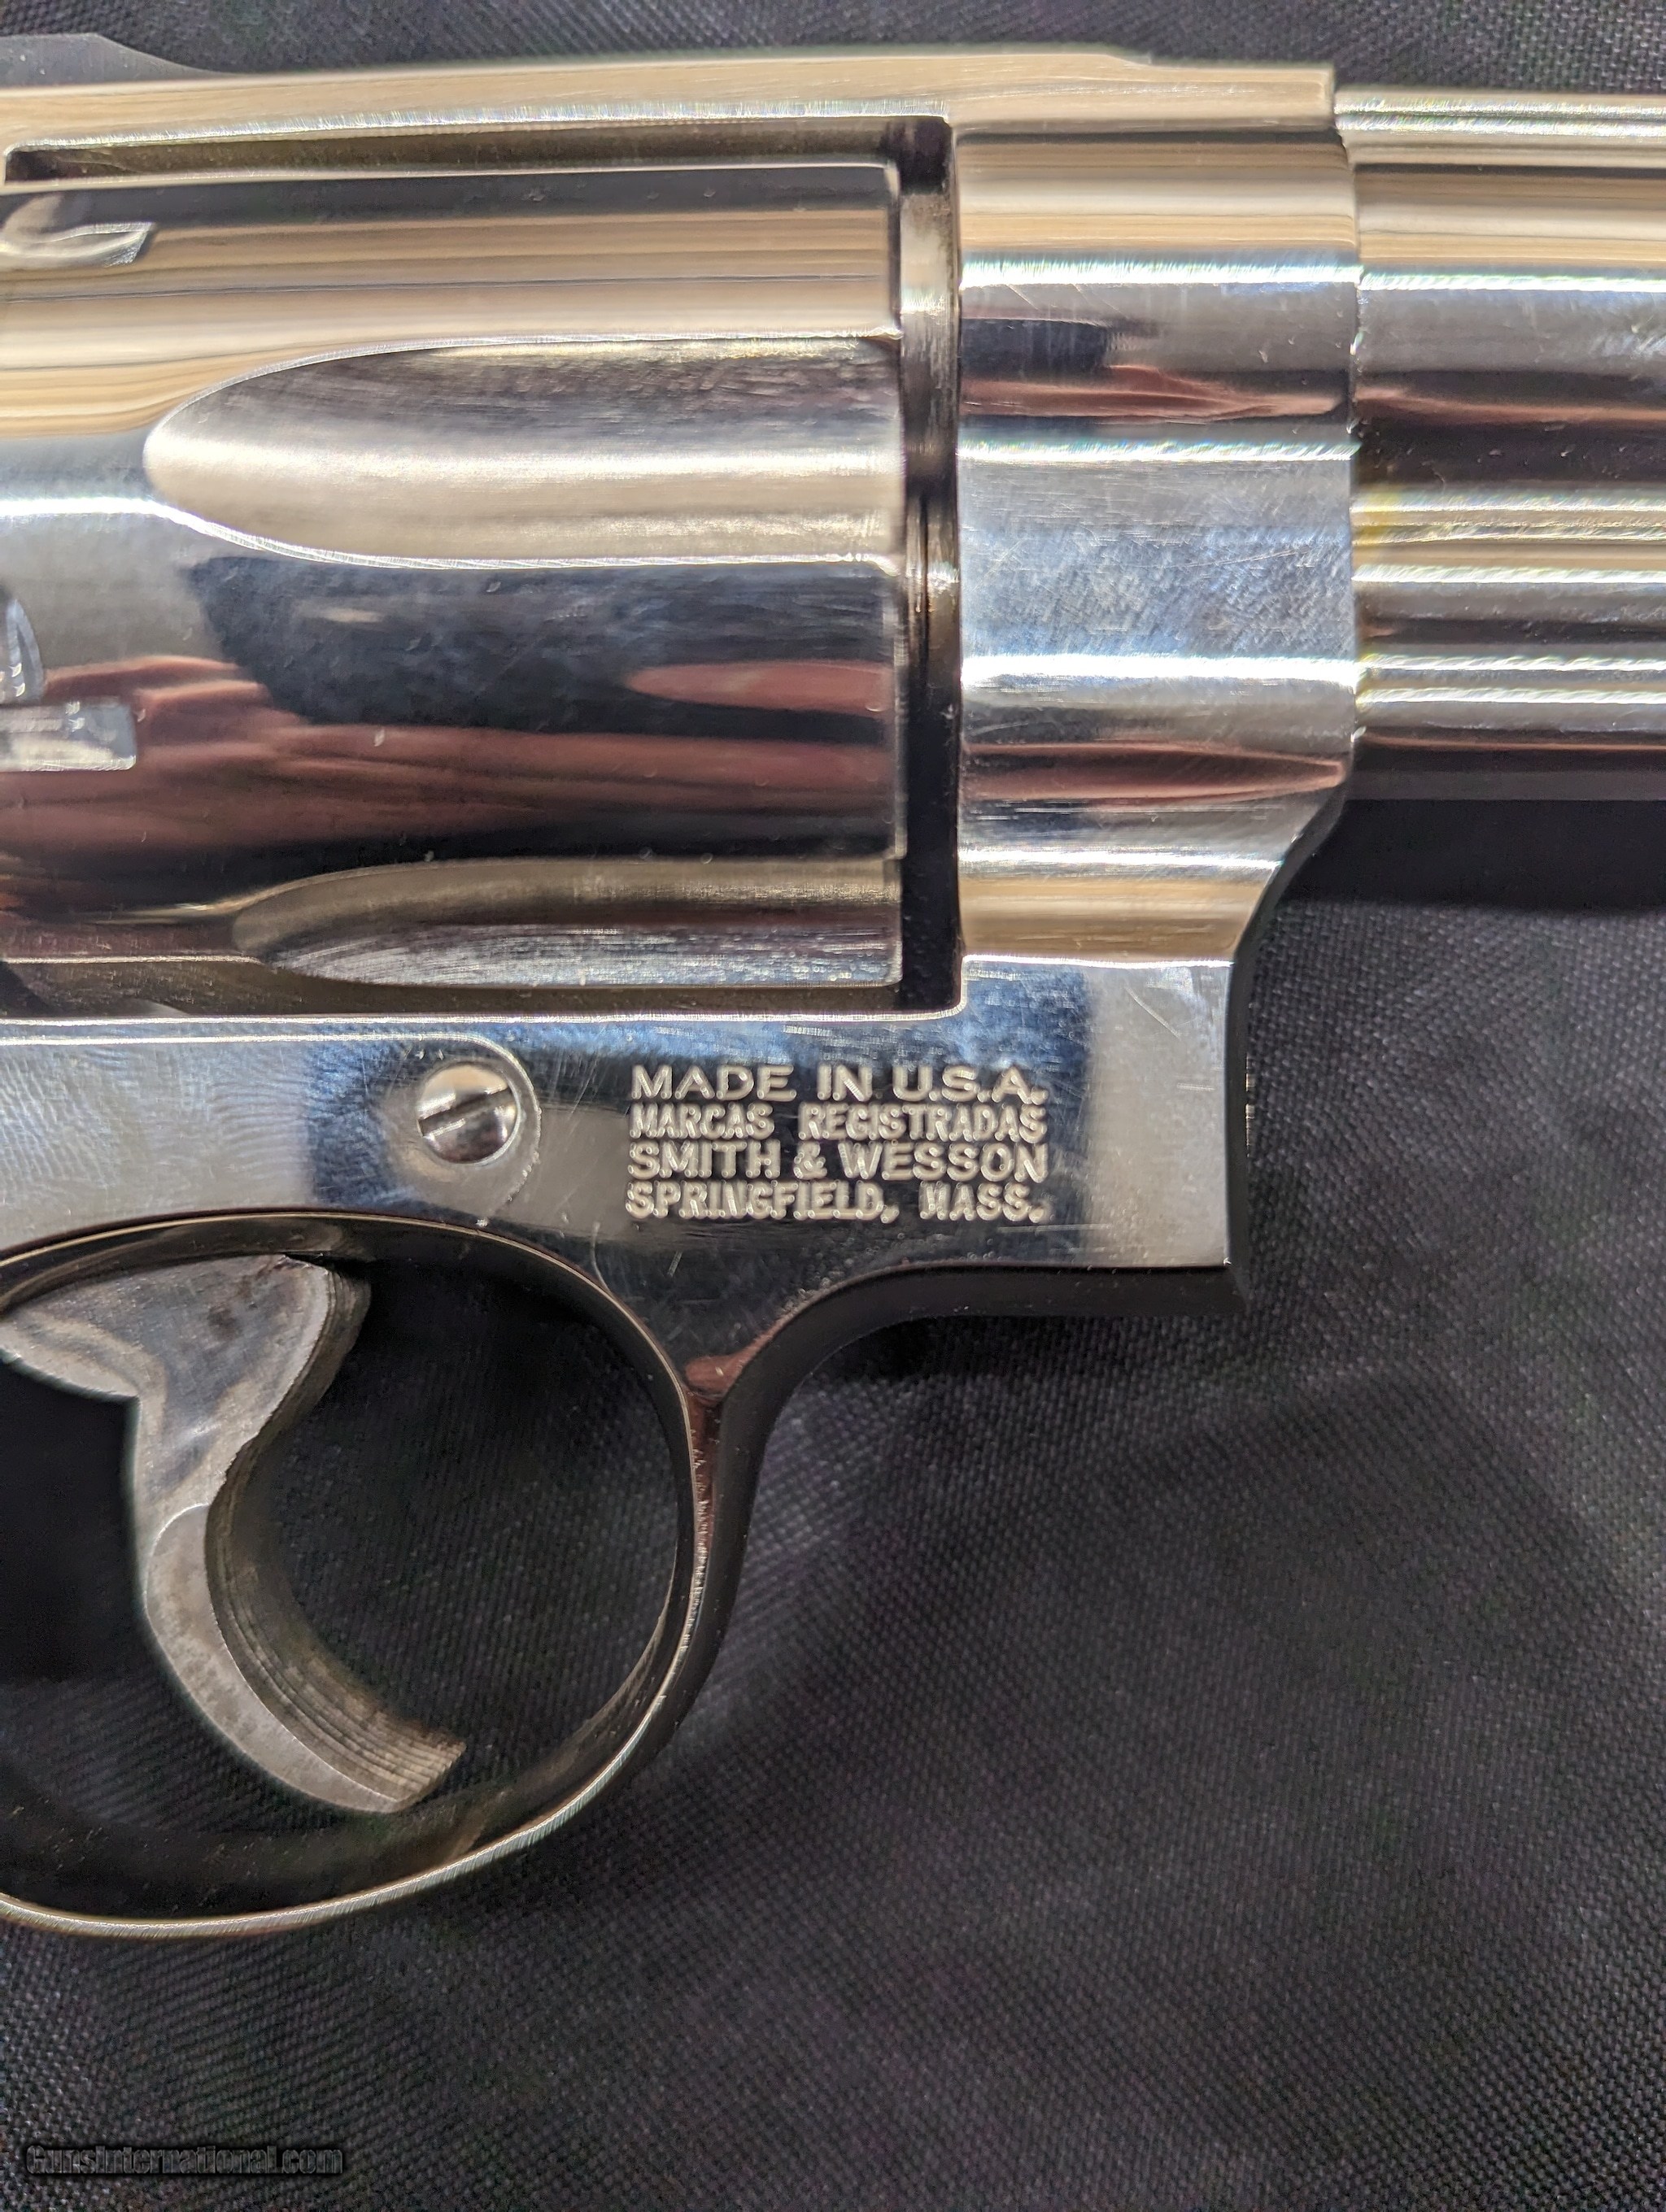 MADE IN U.S.A.
MARCAS REGISTRADAS
SMITH & WESSON
SPRINGFIELD, MASS.
GunsInternational.com